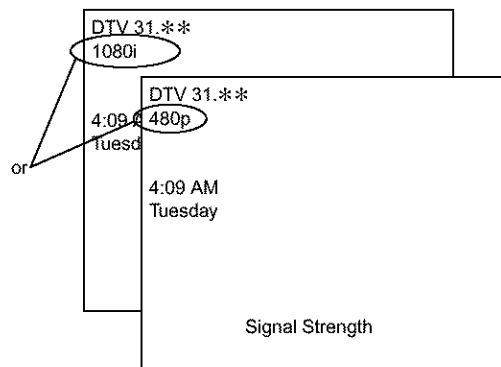 DTV 31.**
1080i
4:09 A
Tuesd
or
DTV 31.**
480p
4:09 AM
Tuesday
Signal Strength